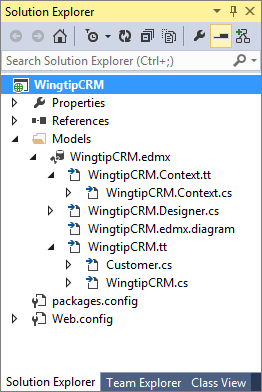 Solution Explorer
Search Solution Explorer (Ctrl+;)
WingtipCRM
Properties
References
Models
WingtipCRM.edmx
WingtipCRM.Context.tt
WingtipCRM.Context.cs
WingtipCRM.Designer.cs
WingtipCRM.edmx.diagram
WingtipCRM.tt
Customer.cs
WingtipCRM.cs
packages.config
Web.config
Solution Explorer Team Explorer Class View